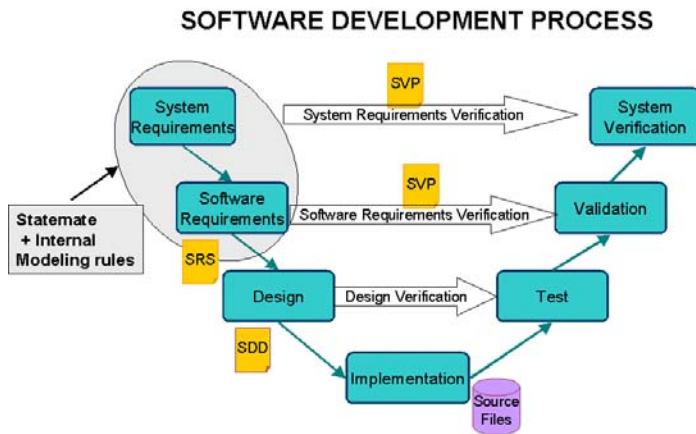 SOFTWARE DEVELOPMENT PROCESS
SVP
System
Requirements
System Requirements Verification
System
Verification
SVP
Software
Requirements
Software Requirements Verification
Validation
Statemate
+ Internal
Modeling rules
SRS
Design
Design Verification
Test
SDD
Implementation
Source
Files